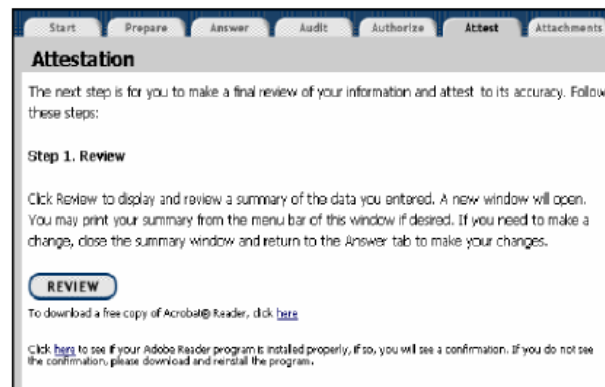 Start Prepare Answer Audit Authorize Attest Attachments
Attestation
The next step is for you to make a final review of your information and attest to its accuracy. Follow
these steps:
Step 1. Review
Click Review to display and review a summary of the data you entered. A new window will open.
You may print your summary from the menu bar of this window if desired. If you need to make a
change, close the summary window and return to the Answer tab to make your changes.
REVIEW
To download a free copy of Acrobat® Reader, click here
Click here to see if your Adobe Reader program is installed properly, if so, you will see a confirmation. If you do not see
the confirmation, please download and reinstall the program.